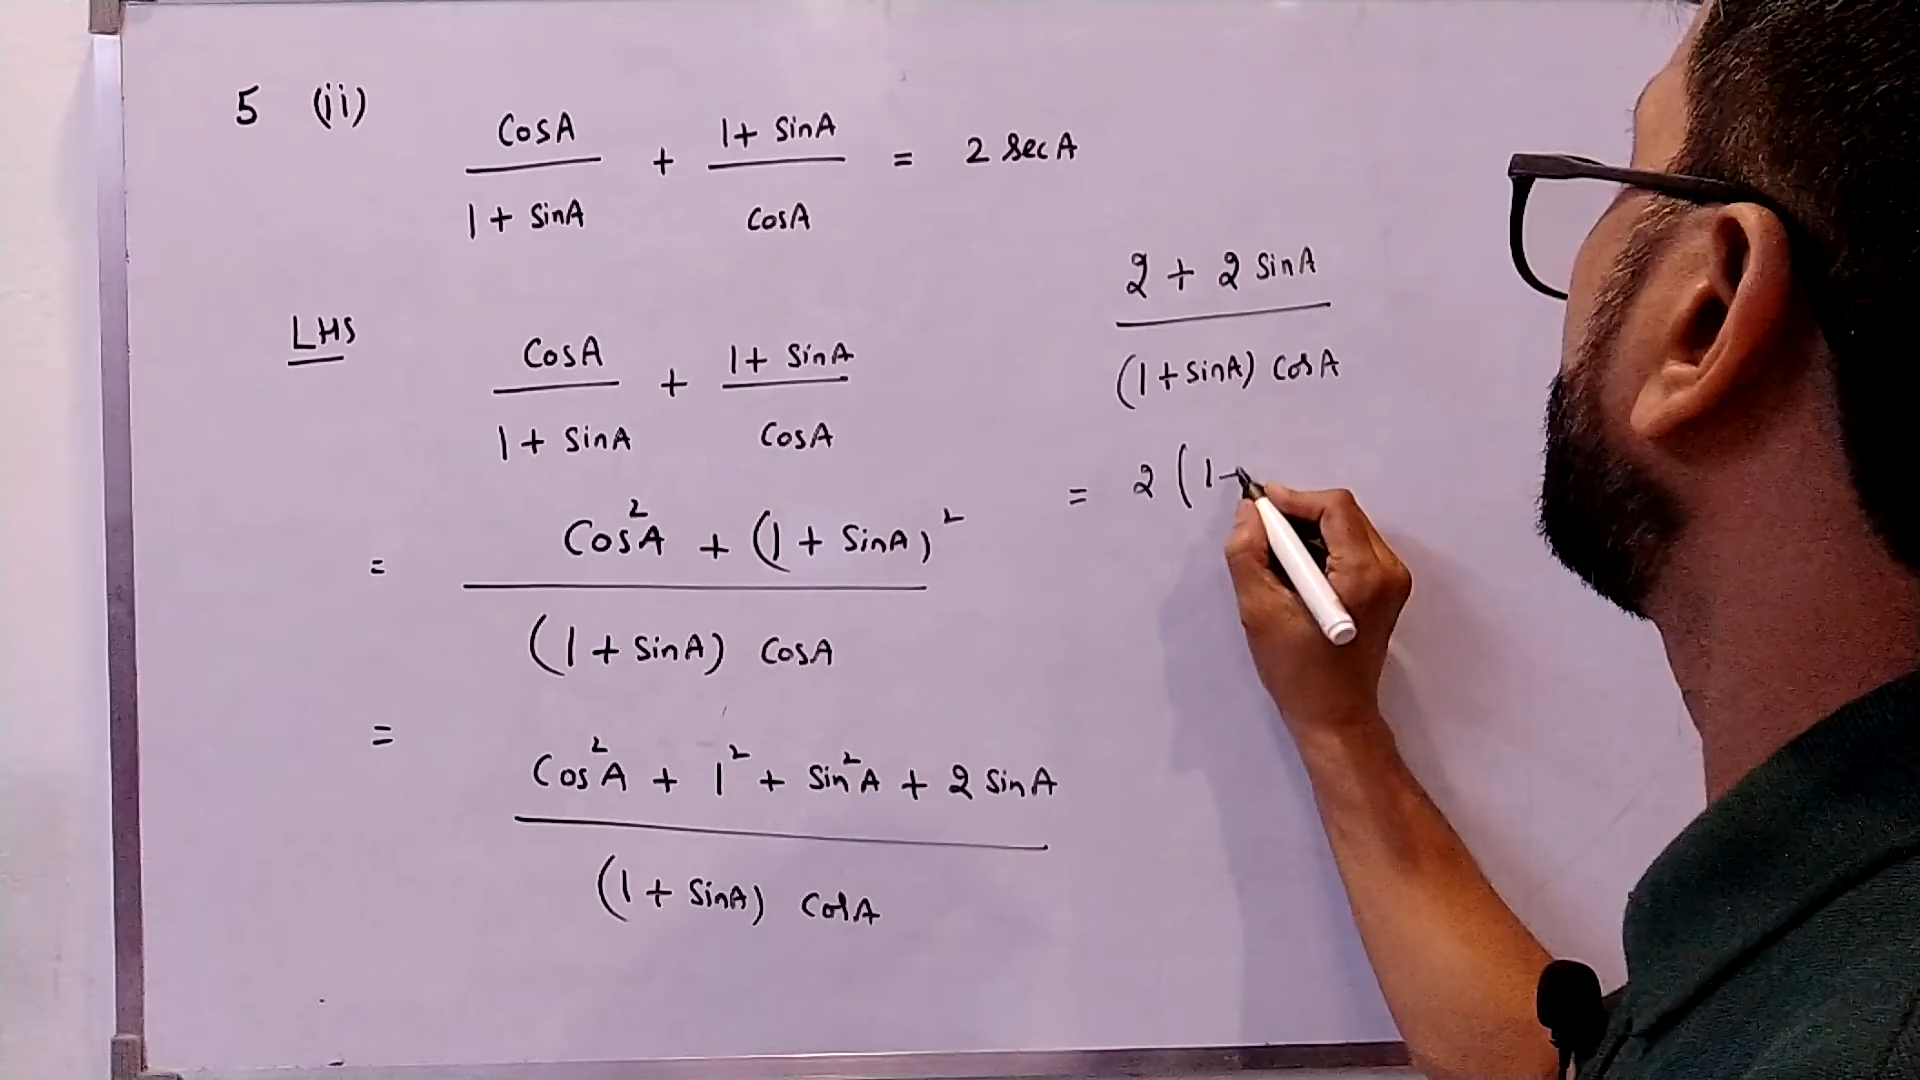 5 (ii) CosA / 1 + SinA + 1 + SinA / CosA = 2 SecA
LHS CosA / 1 + SinA + 1 + SinA / CosA
= Cos²A + (1 + SinA)² / (1 + SinA) CosA
= Cos²A + 1² + Sin²A + 2 SinA / (1 + SinA) CosA
2 + 2 SinA / (1 + SinA) CosA
= 2 (1